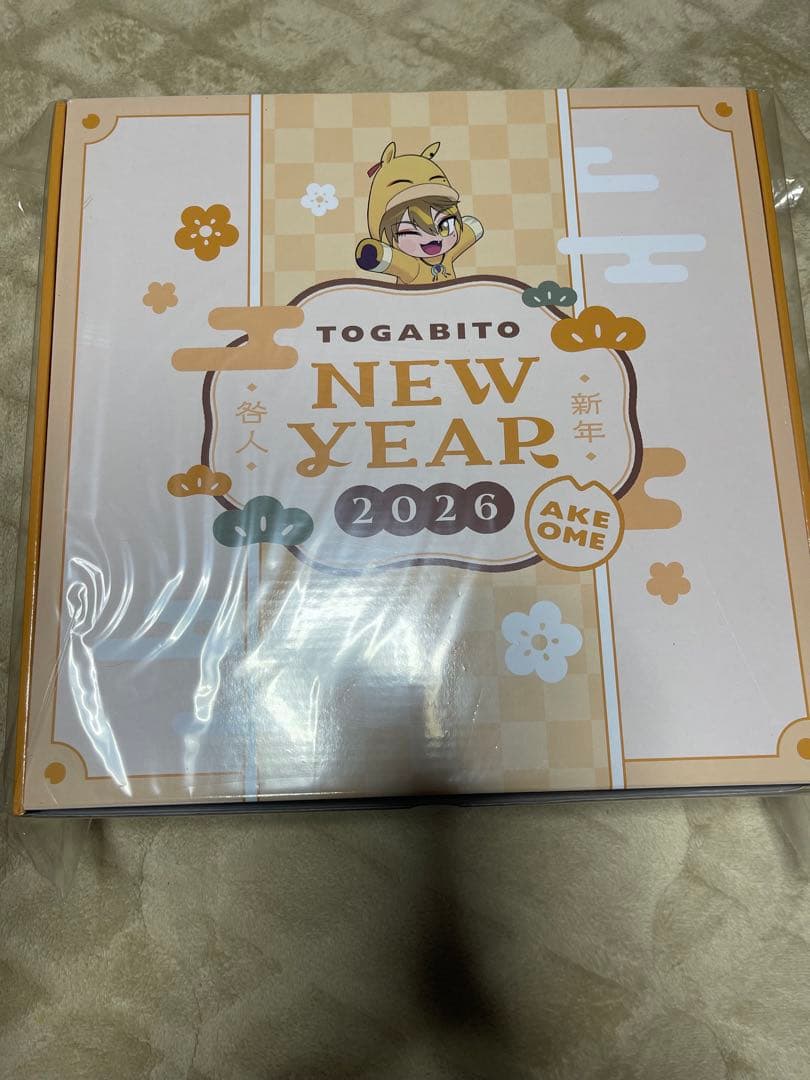 TOGABITO
NEW
YEAR
咎人
新年
2026
AKE
OME